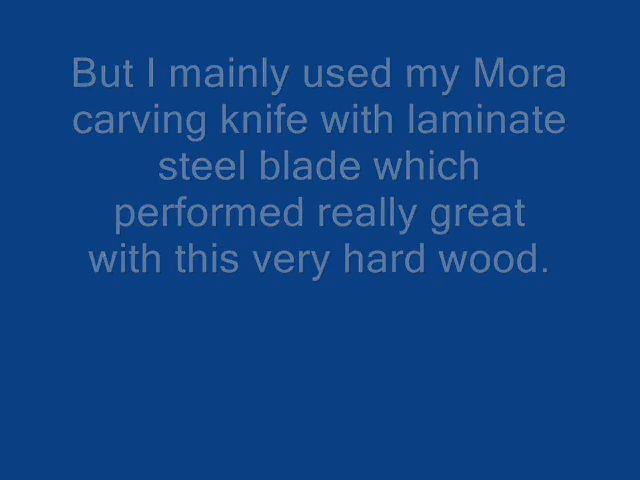 But I mainly used my Mora
carving knife with laminate
steel blade which
performed really great
with this very hard wood.